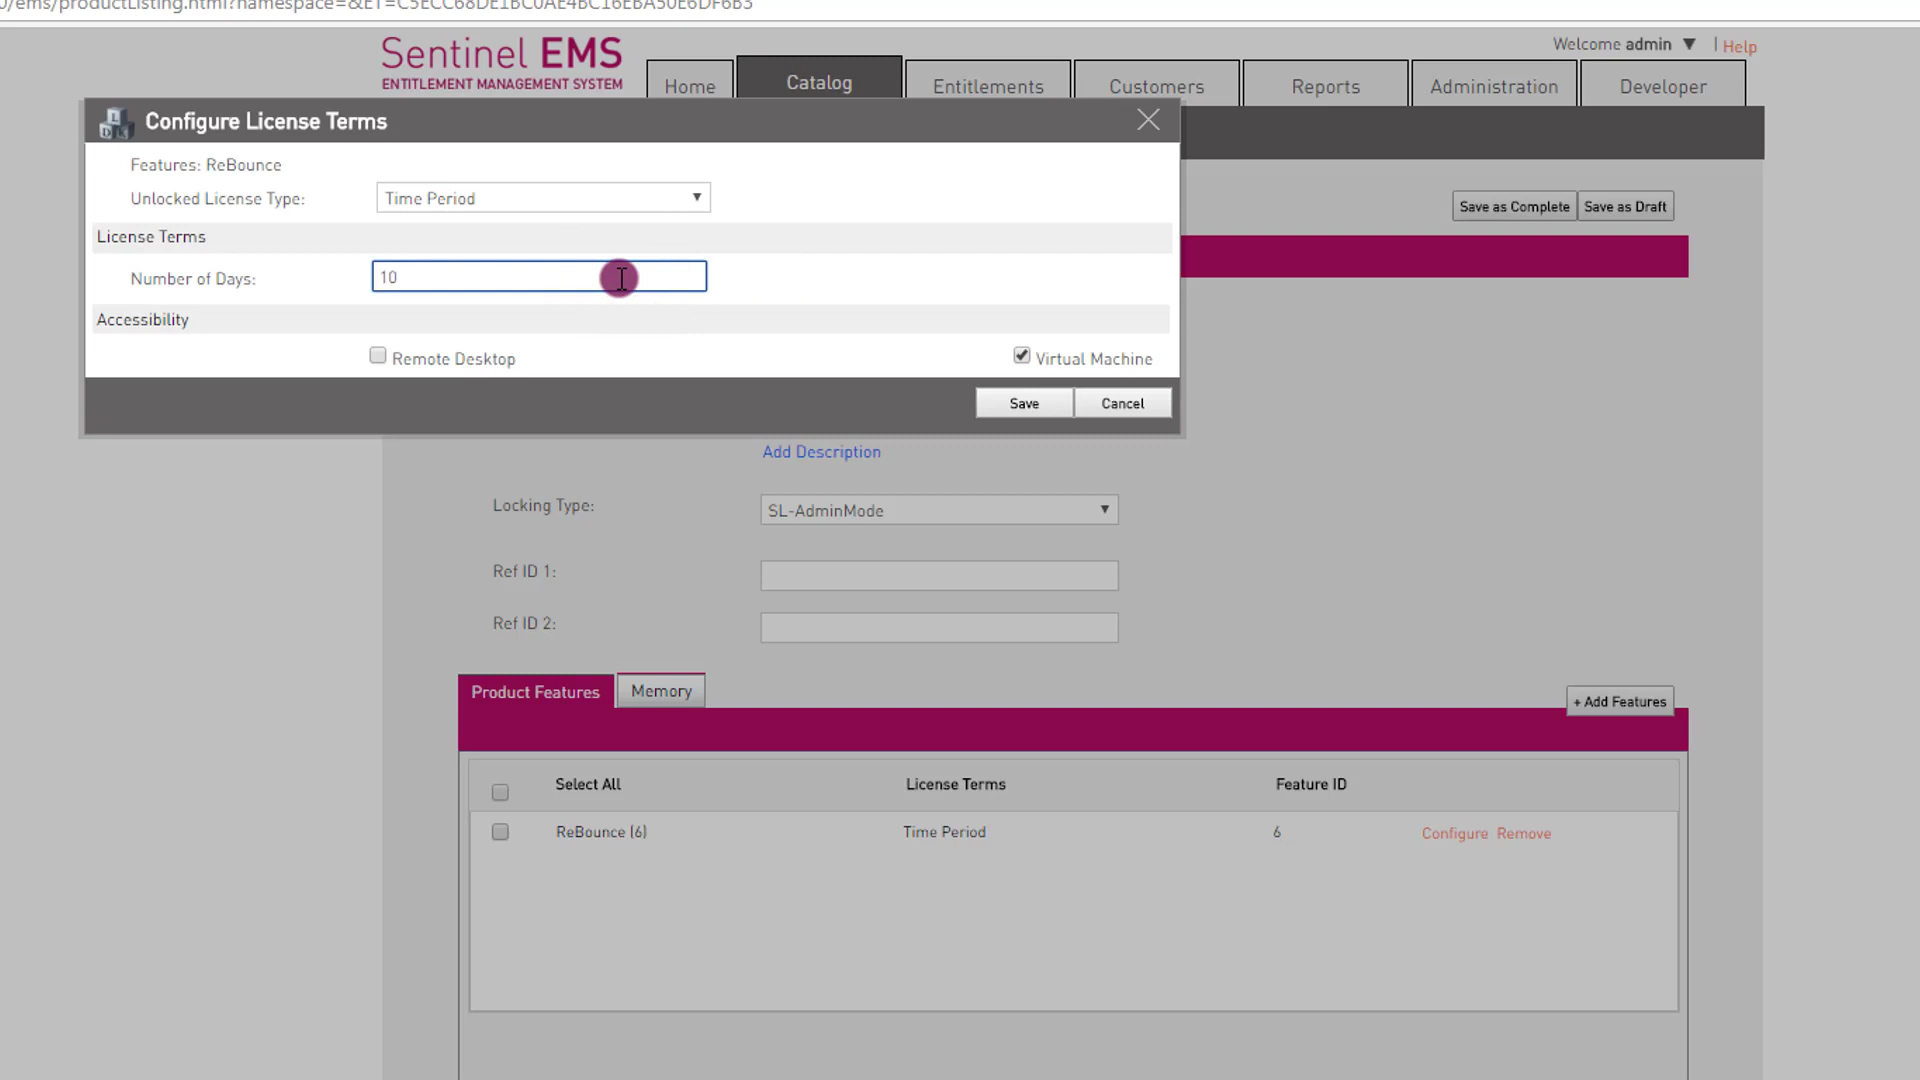 0/ems/productListing.html?namespace=&ET=C5ECC68DE1BC0AE4BC16EBA50E6DF6B3
Sentinel EMS
ENTITLEMENT MANAGEMENT SYSTEM
Welcome admin ▼ | Help
Home Catalog Entitlements Customers Reports Administration Developer
Configure License Terms
Features: ReBounce
Unlocked License Type: Time Period
License Terms
Number of Days: 10
Accessibility
Remote Desktop Virtual Machine
Save Cancel
Save as Complete Save as Draft
Add Description
Locking Type: SL-AdminMode
Ref ID 1:
Ref ID 2:
Product Features Memory
+ Add Features
Select All License Terms Feature ID
ReBounce (6) Time Period 6 Configure Remove